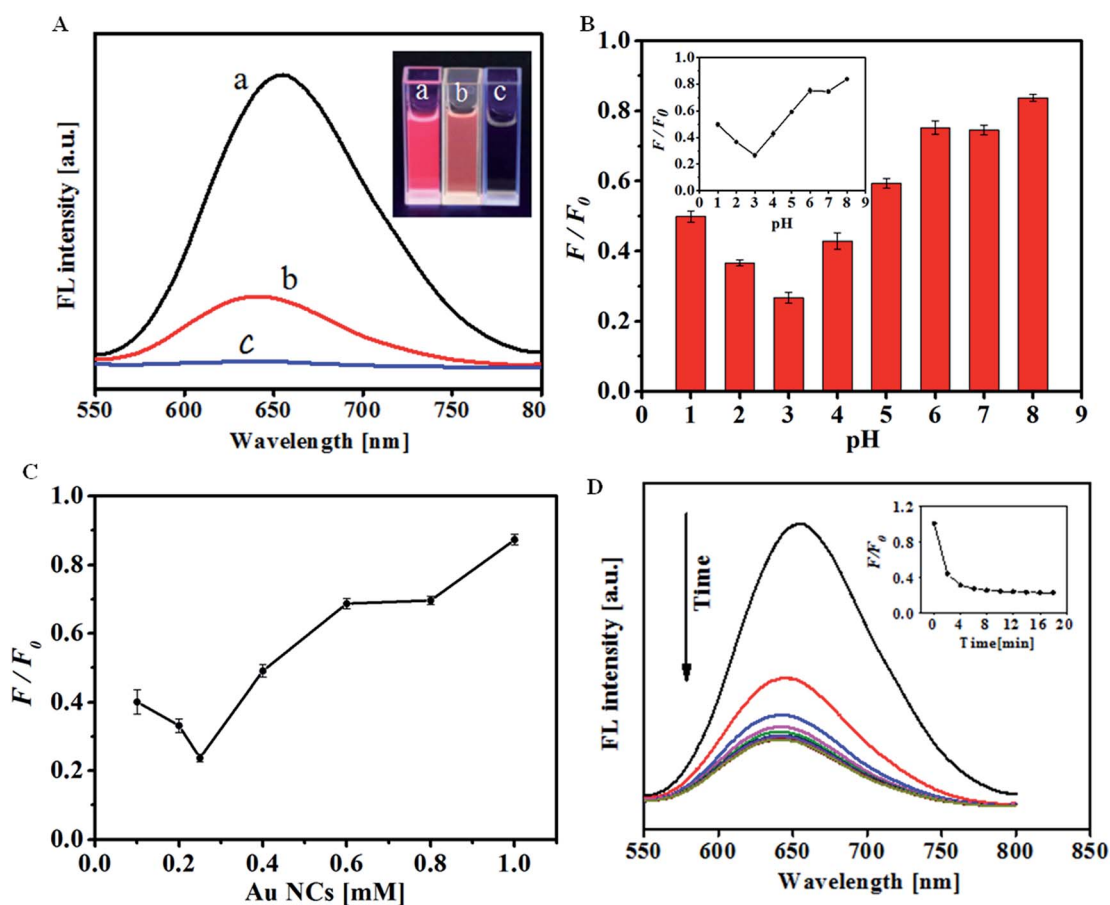 A
a
b
c
a b c
FL intensity [a.u.]
550 600 650 700 750 80
Wavelength [nm]
B
1.0
0.8
0.6
0.4
0.2
0.0
F / F0
0 1 2 3 4 5 6 7 8 9
pH
1.0
0.8
0.6
0.4
0.2
0.0
F / F0
0 1 2 3 4 5 6 7 8 9
pH
C
1.0
0.8
0.6
0.4
0.2
0.0
F / F0
0.0 0.2 0.4 0.6 0.8 1.0
Au NCs [mM]
D
Time
FL intensity [a.u.]
550 600 650 700 750 800 850
Wavelength [nm]
1.2
0.8
0.4
0.0
F/F0
0 4 8 12 16 20
Time[min]